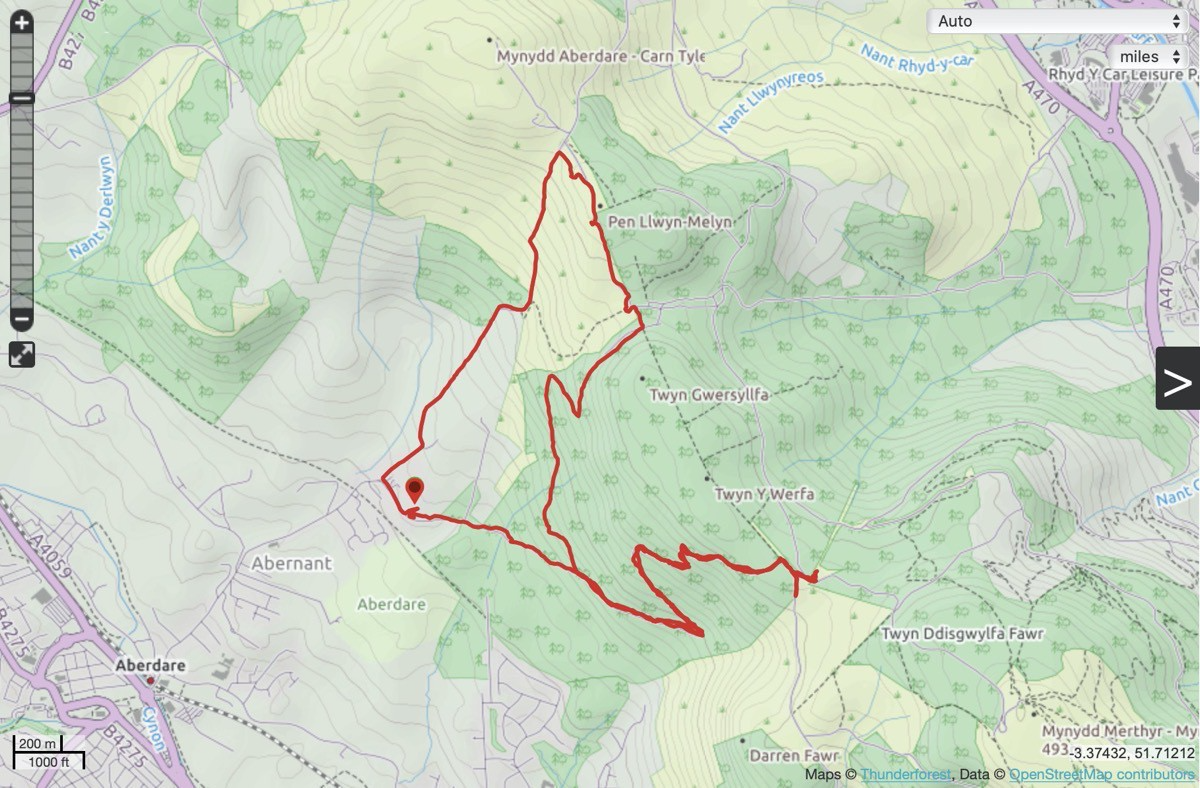 +
Auto
miles
B427
B4
Mynydd Aberdare - Carn Tyle
Nant Rhyd-y-car
Nant Llwynyreos
Rhyd Y Car Leisure P
A470
Nant y Derlwyn
Pen Llwyn-Melyn
A470
−
>
Twyn Gwersyllfa
Twyn Y Werfa
Nant C
A4059
Abernant
Aberdare
B4275
Twyn Ddisgwylfa Fawr
Aberdare
Cynon
B4275
Mynydd Merthyr - My
493
-3.37432, 51.71212
Darren Fawr
200 m
1000 ft
Maps © Thunderforest, Data © OpenStreetMap contributors